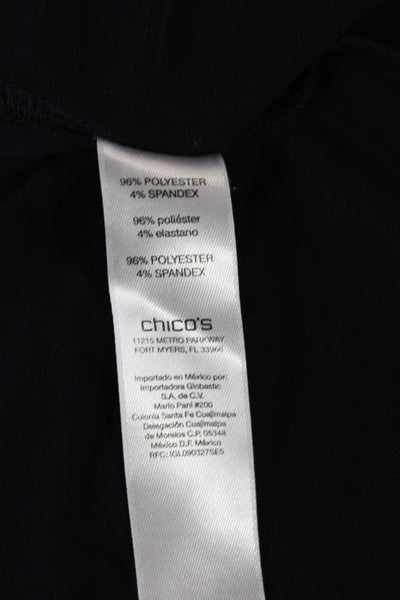 96% POLYESTER
4% SPANDEX
96% poliéster
4% elastano
96% POLYESTER
4% SPANDEX
chico's
11215 METRO PARKWAY
FORT MYERS, FL 33966
Importado en México por:
Importadora Globastic
S.A. de C.V.
Mario Pani #200
Colonia Santa Fe Cuajimalpa
Delegación Cuajimalpa
de Morelos C.P. 05348
México D.F. México
RFC: IGL090327SE5